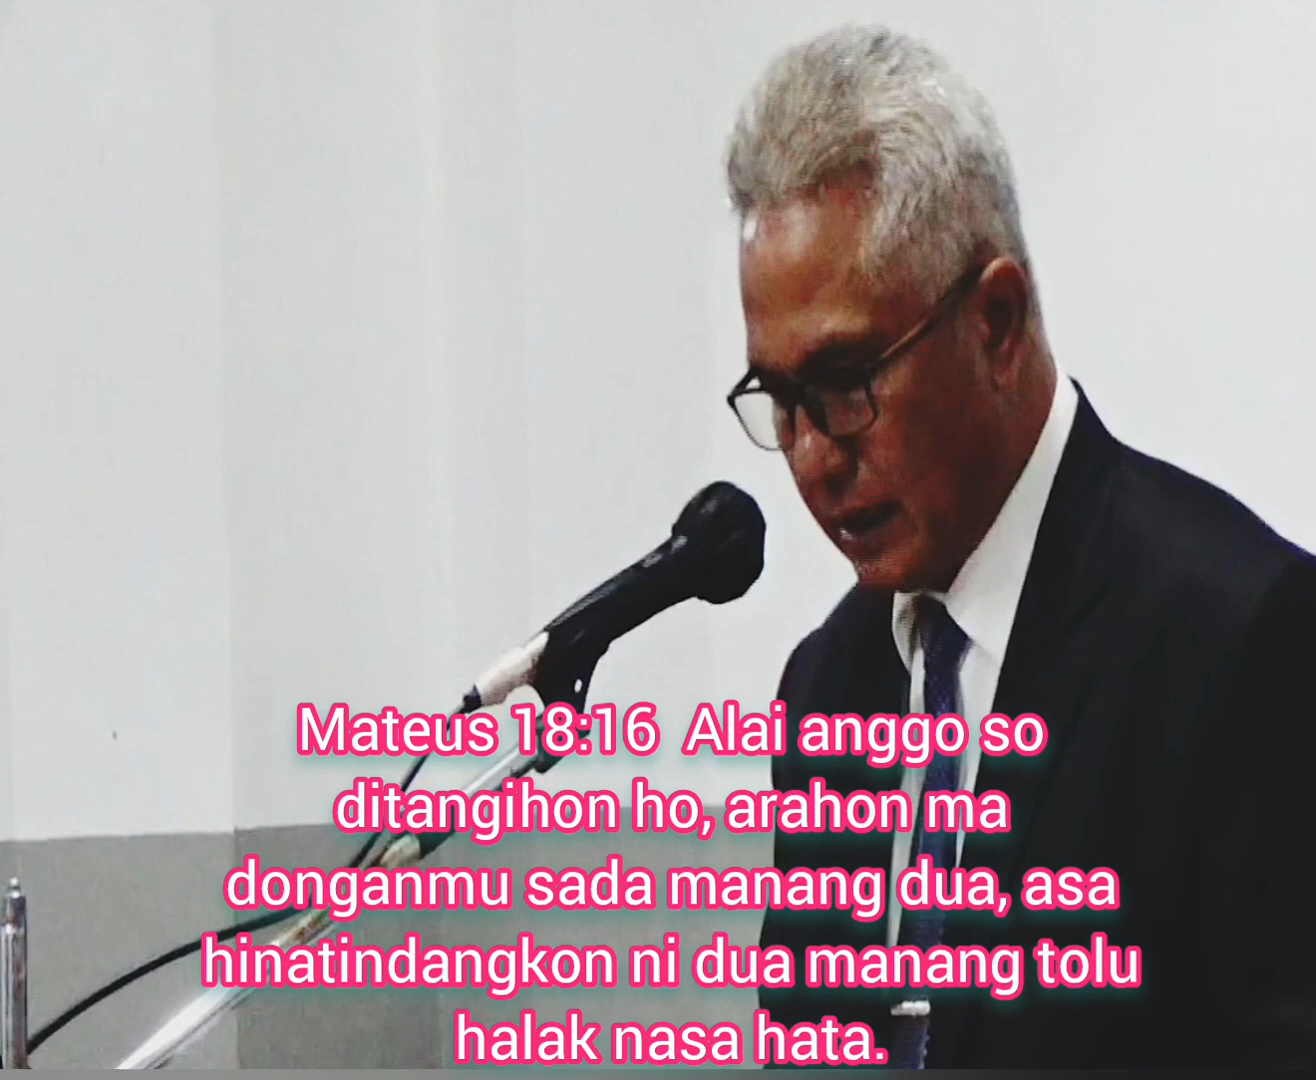 Mateus 18:16 Alai anggo so
ditangihon ho, arahon ma
donganmu sada manang dua, asa
hinatindangkon ni dua manang tolu
halak nasa hata.